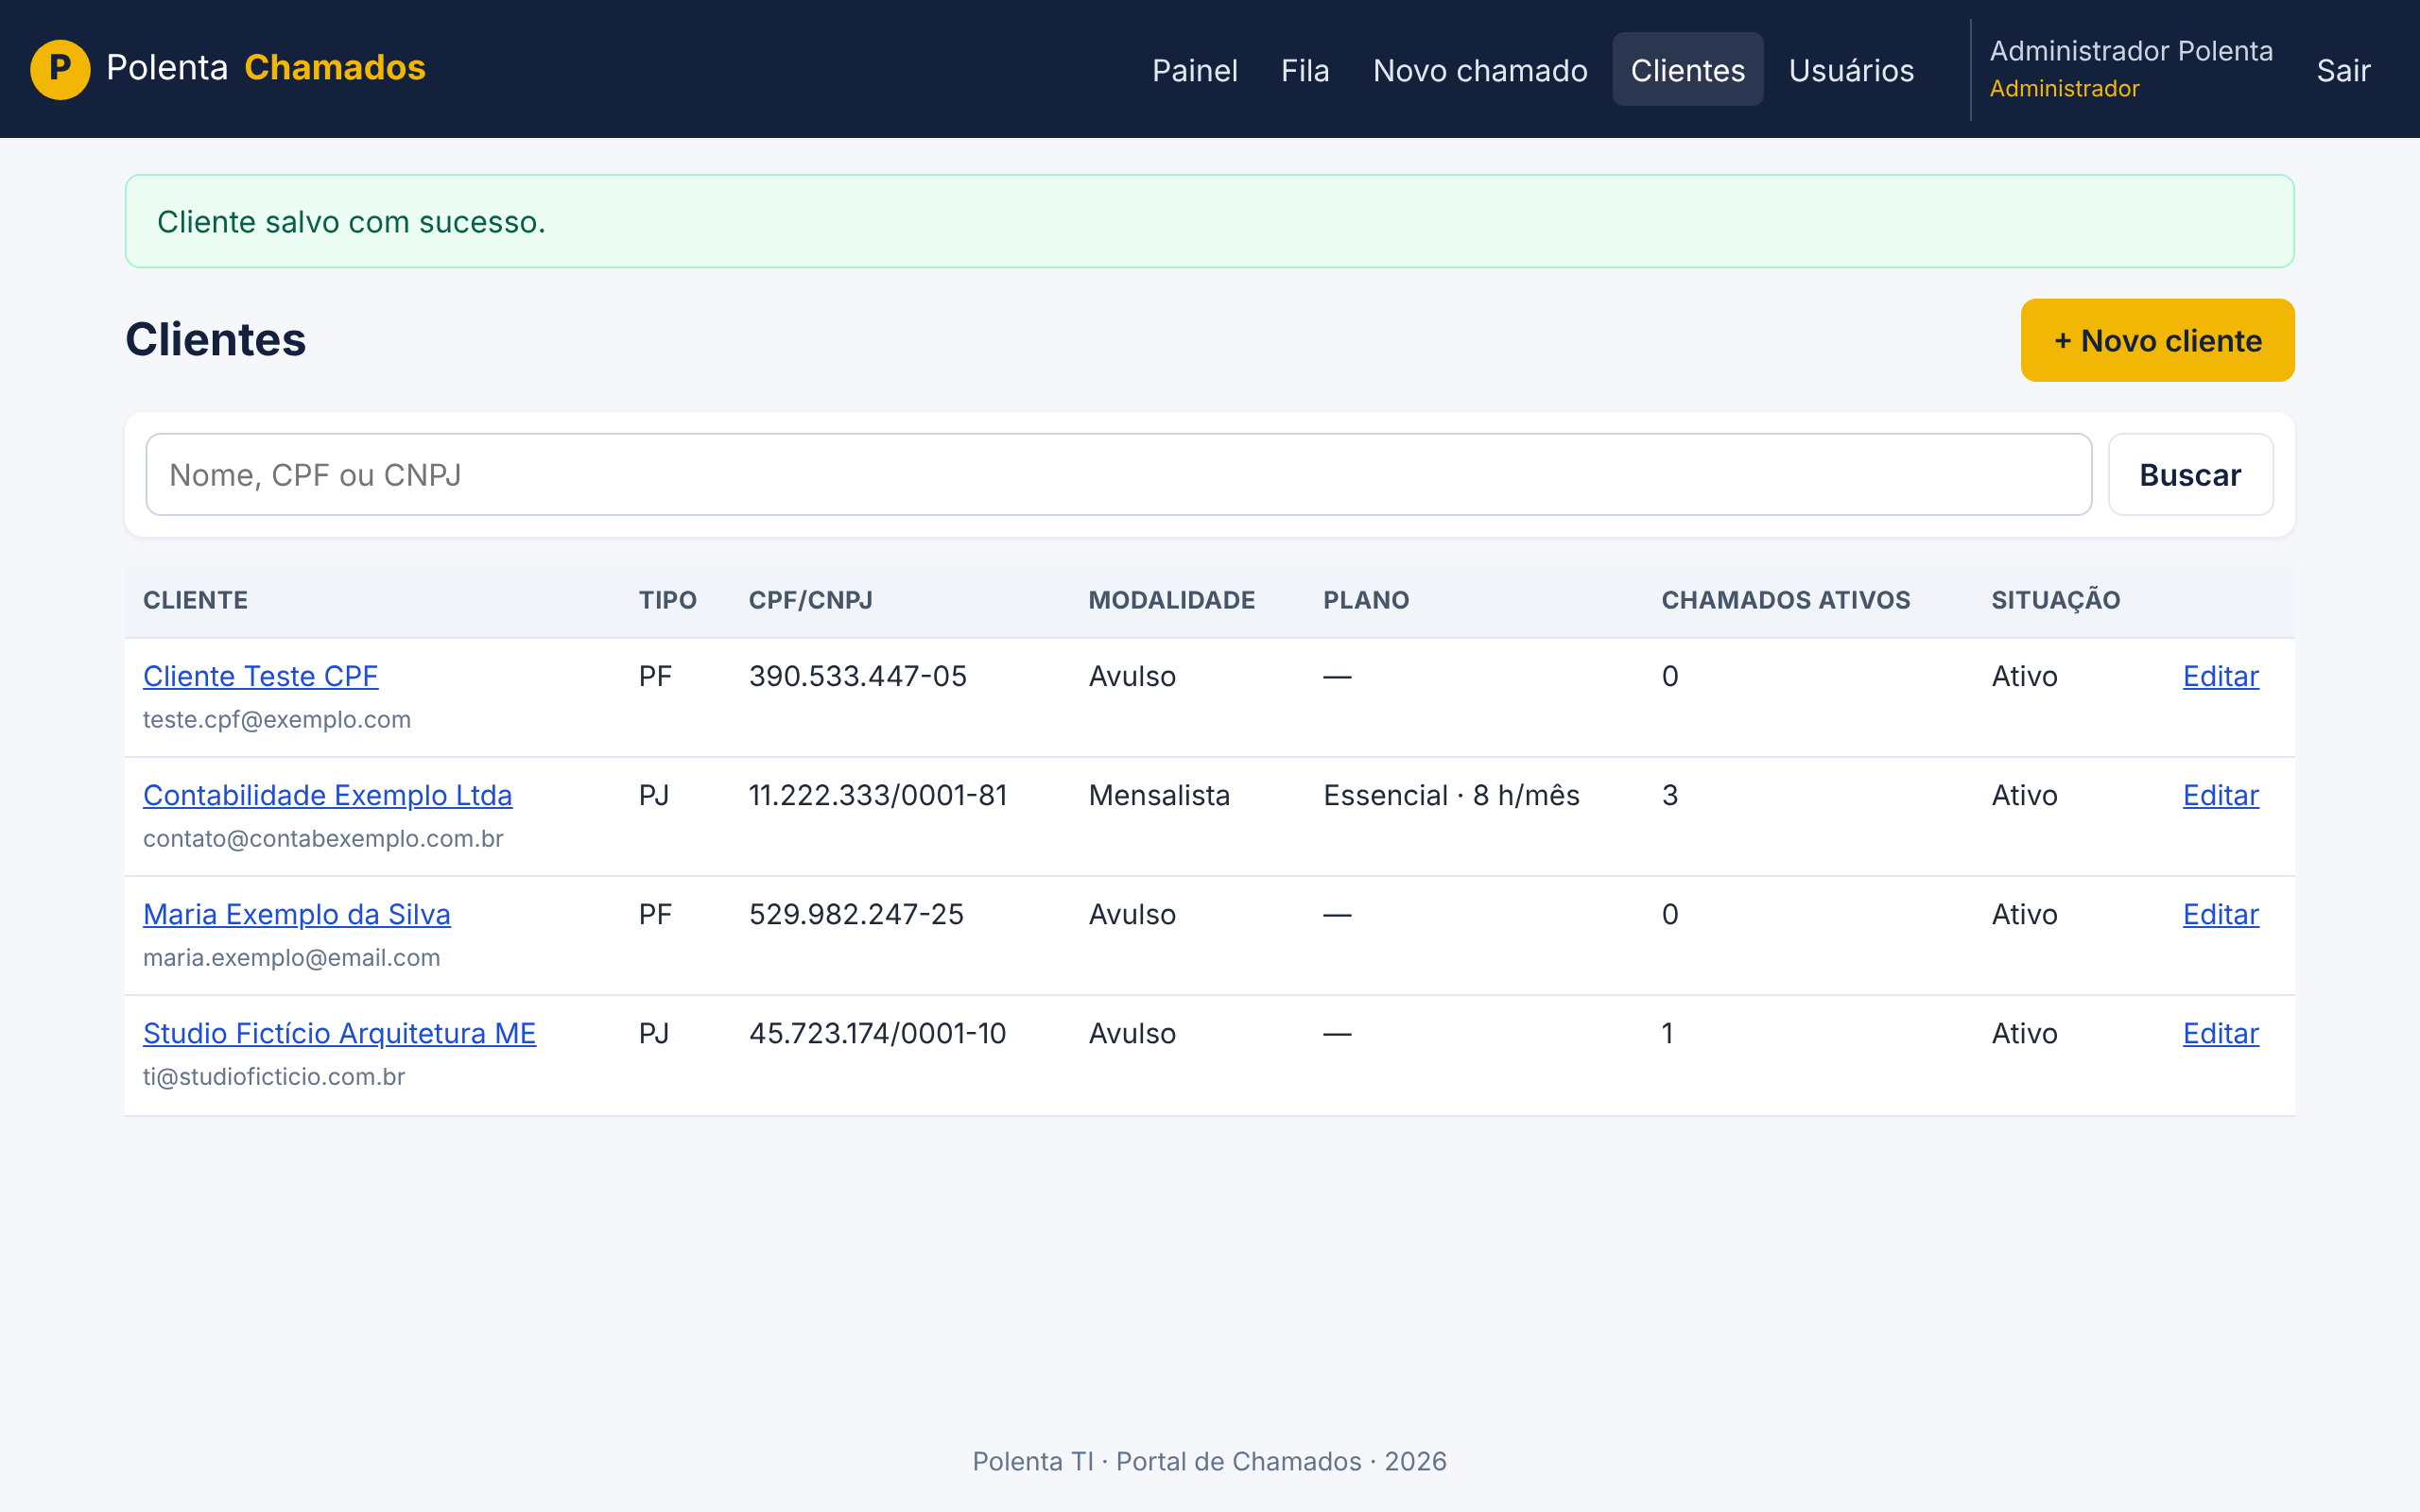 P Polenta Chamados
Painel Fila Novo chamado Clientes Usuários Administrador Polenta Sair
Administrador
Cliente salvo com sucesso.
Clientes + Novo cliente
Nome, CPF ou CNPJ Buscar
CLIENTE TIPO CPF/CNPJ MODALIDADE PLANO CHAMADOS ATIVOS SITUAÇÃO
Cliente Teste CPF PF 390.533.447-05 Avulso — 0 Ativo Editar
teste.cpf@exemplo.com
Contabilidade Exemplo Ltda PJ 11.222.333/0001-81 Mensalista Essencial · 8 h/mês 3 Ativo Editar
contato@contabexemplo.com.br
Maria Exemplo da Silva PF 529.982.247-25 Avulso — 0 Ativo Editar
maria.exemplo@email.com
Studio Fictício Arquitetura ME PJ 45.723.174/0001-10 Avulso — 1 Ativo Editar
ti@studioficticio.com.br
Polenta TI · Portal de Chamados · 2026